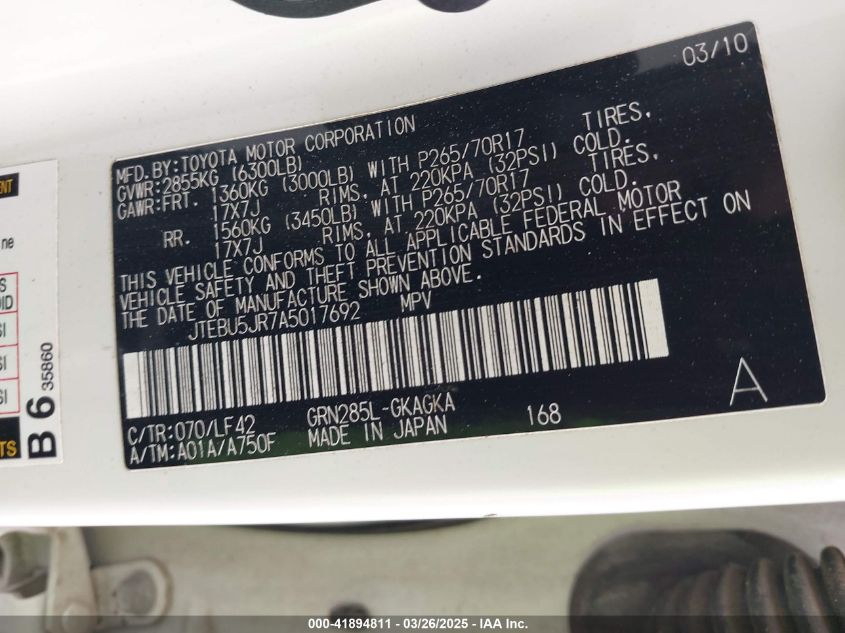 03/10
MFD.BY:TOYOTA MOTOR CORPORATION
GVWR:2855KG (6300LB)
GAWR:FRT. 1360KG (3000LB) WITH P265/70R17 TIRES,
17X7J RIMS, AT 220KPA (32PSI) COLD.
RR. 1560KG (3450LB) WITH P265/70R17 TIRES,
17X7J RIMS, AT 220KPA (32PSI) COLD.
THIS VEHICLE CONFORMS TO ALL APPLICABLE FEDERAL MOTOR
VEHICLE SAFETY AND THEFT PREVENTION STANDARDS IN EFFECT ON
THE DATE OF MANUFACTURE SHOWN ABOVE.
JTEBU5JR7A5017692 MPV
C/TR:070/LF42 GRN285L-GKAGKA 168 A
A/TM:A01A/A750F MADE IN JAPAN
B 6 35860
ne
000-41894811 - 03/26/2025 - IAA Inc.